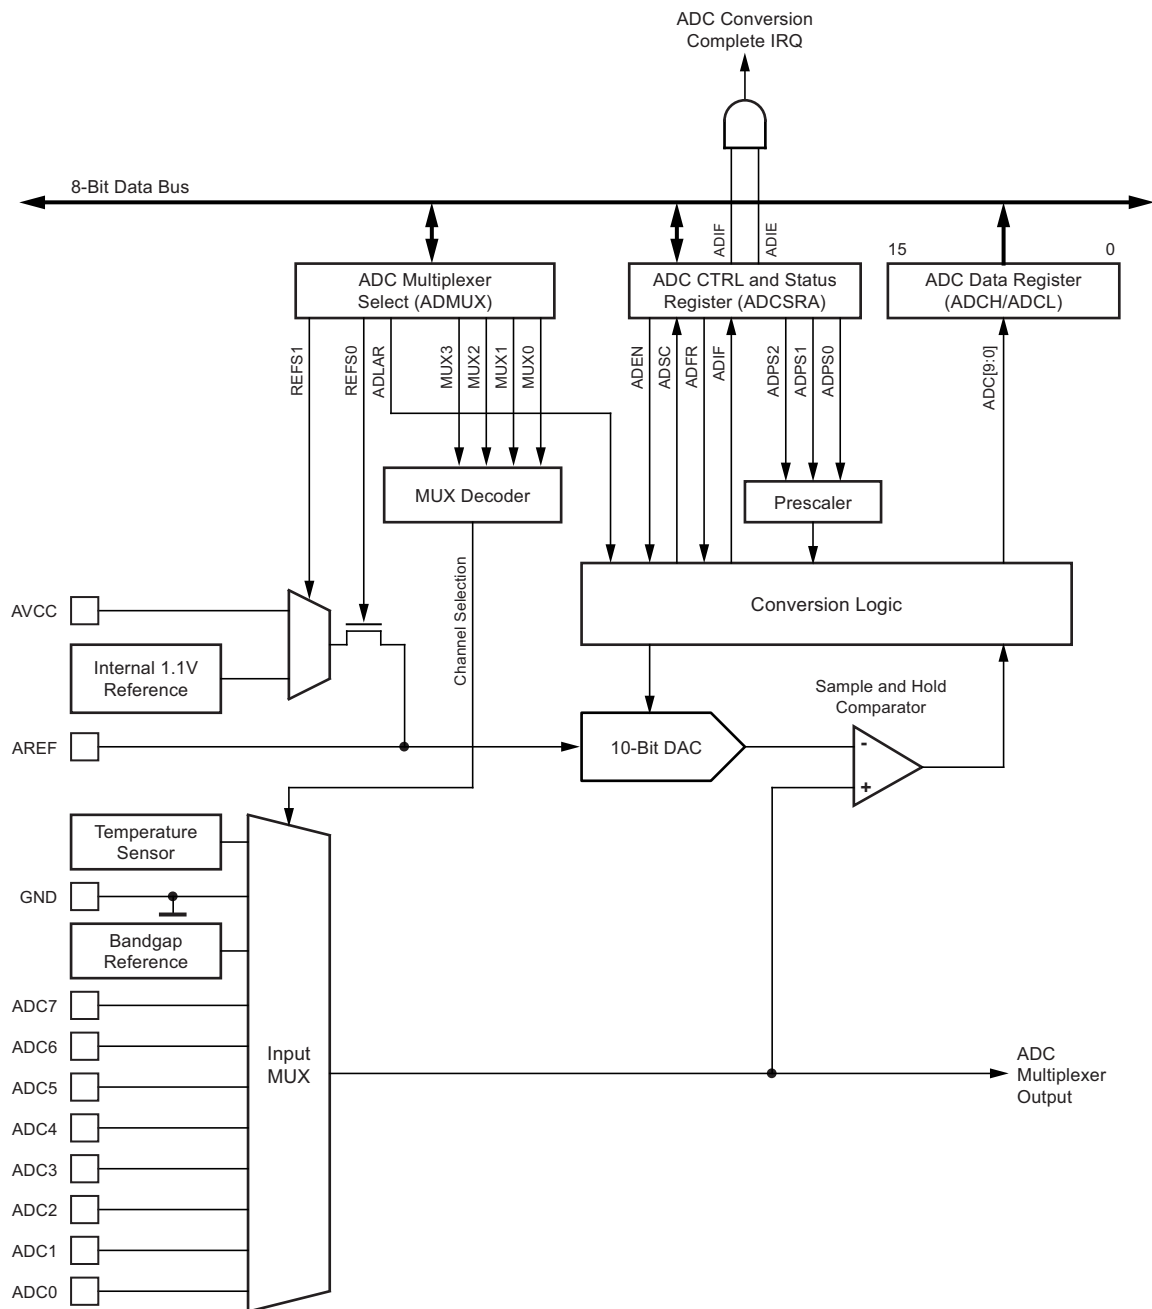 ADC Conversion
Complete IRQ
8-Bit Data Bus
ADIF
ADIE
15
0
ADC Multiplexer
Select (ADMUX)
ADC CTRL and Status
Register (ADCSRA)
ADC Data Register
(ADCH/ADCL)
REFS1
REFS0
ADLAR
MUX3
MUX2
MUX1
MUX0
ADEN
ADSC
ADFR
ADIF
ADPS2
ADPS1
ADPS0
ADC[9:0]
MUX Decoder
Prescaler
Channel Selection
Conversion Logic
AVCC
Internal 1.1V
Reference
Sample and Hold
Comparator
AREF
10-Bit DAC
-
+
Temperature
Sensor
GND
Bandgap
Reference
ADC7
ADC6
ADC5
ADC4
ADC3
ADC2
ADC1
ADC0
Input
MUX
ADC
Multiplexer
Output